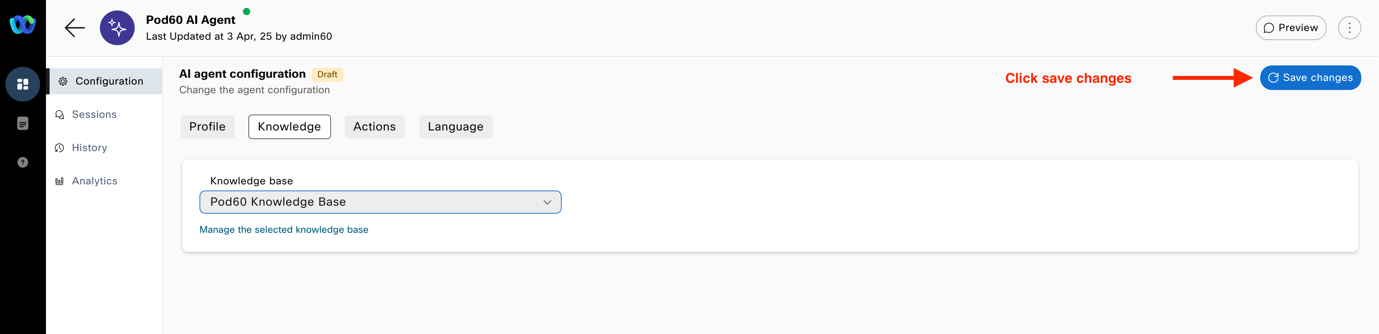 Pod60 AI Agent
Last Updated at 3 Apr, 25 by admin60
Preview
Configuration
Sessions
History
Analytics
AI agent configuration Draft
Change the agent configuration
Click save changes
Save changes
Profile Knowledge Actions Language
Knowledge base
Pod60 Knowledge Base
Manage the selected knowledge base